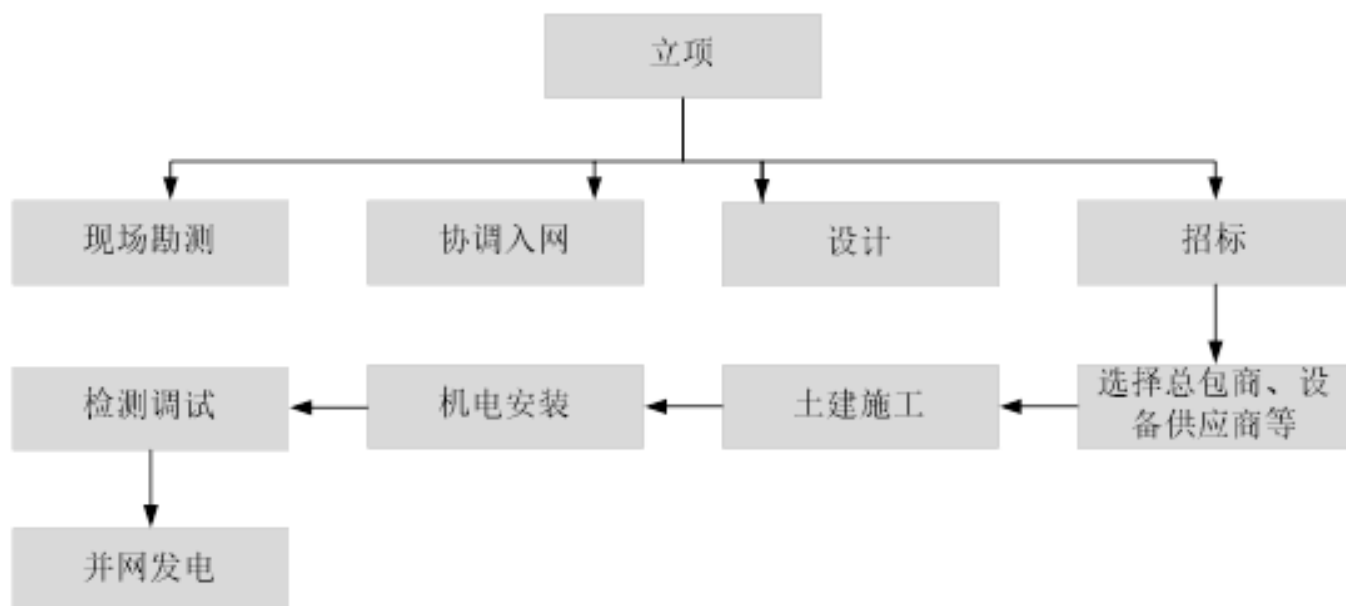 立项
现场勘测
协调入网
设计
招标
检测调试
机电安装
土建施工
选择总包商、设
备供应商等
并网发电